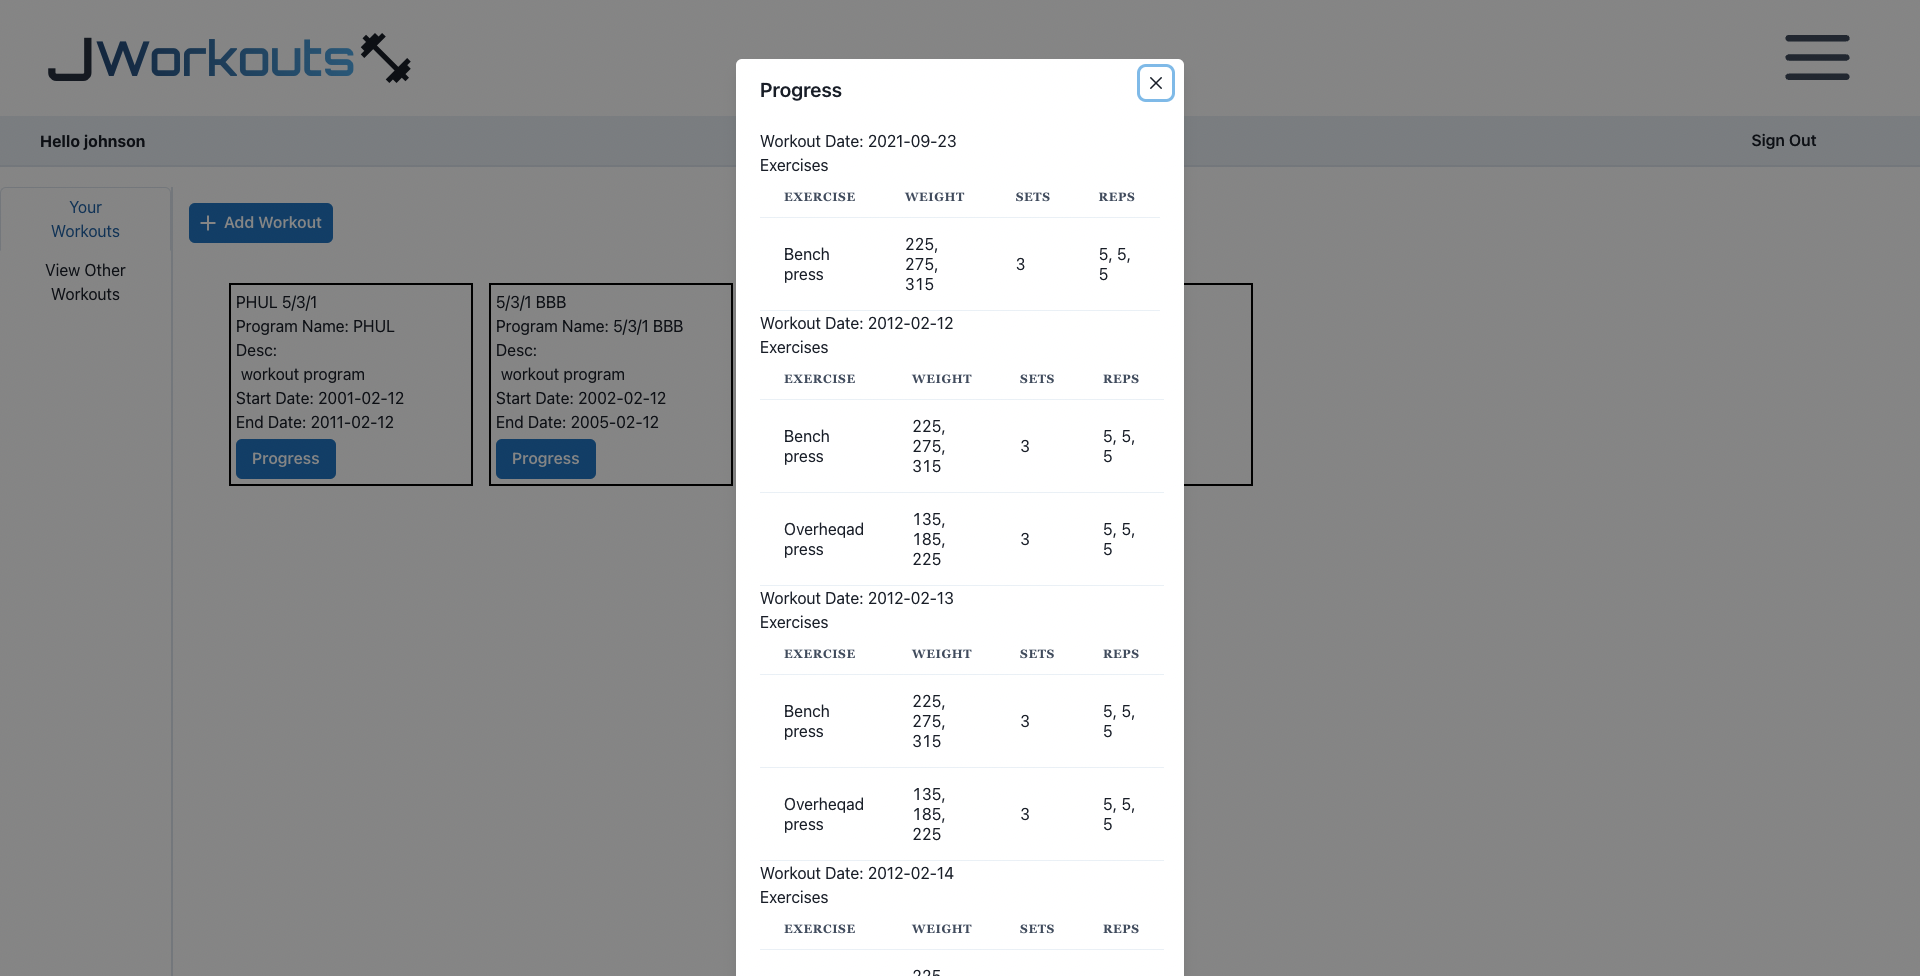 JWorkouts
Hello johnson
Sign Out
Your
Workouts
View Other
Workouts
Add Workout
PHUL 5/3/1
Program Name: PHUL
Desc:
workout program
Start Date: 2001-02-12
End Date: 2011-02-12
Progress
5/3/1 BBB
Program Name: 5/3/1 BBB
Desc:
workout program
Start Date: 2002-02-12
End Date: 2005-02-12
Progress
Progress
Workout Date: 2021-09-23
Exercises
EXERCISE WEIGHT SETS REPS
Bench
press
225,
275,
315
3
5, 5,
5
Workout Date: 2012-02-12
Exercises
EXERCISE WEIGHT SETS REPS
Bench
press
225,
275,
315
3
5, 5,
5
Overheqad
press
135,
185,
225
3
5, 5,
5
Workout Date: 2012-02-13
Exercises
EXERCISE WEIGHT SETS REPS
Bench
press
225,
275,
315
3
5, 5,
5
Overheqad
press
135,
185,
225
3
5, 5,
5
Workout Date: 2012-02-14
Exercises
EXERCISE WEIGHT SETS REPS
225,